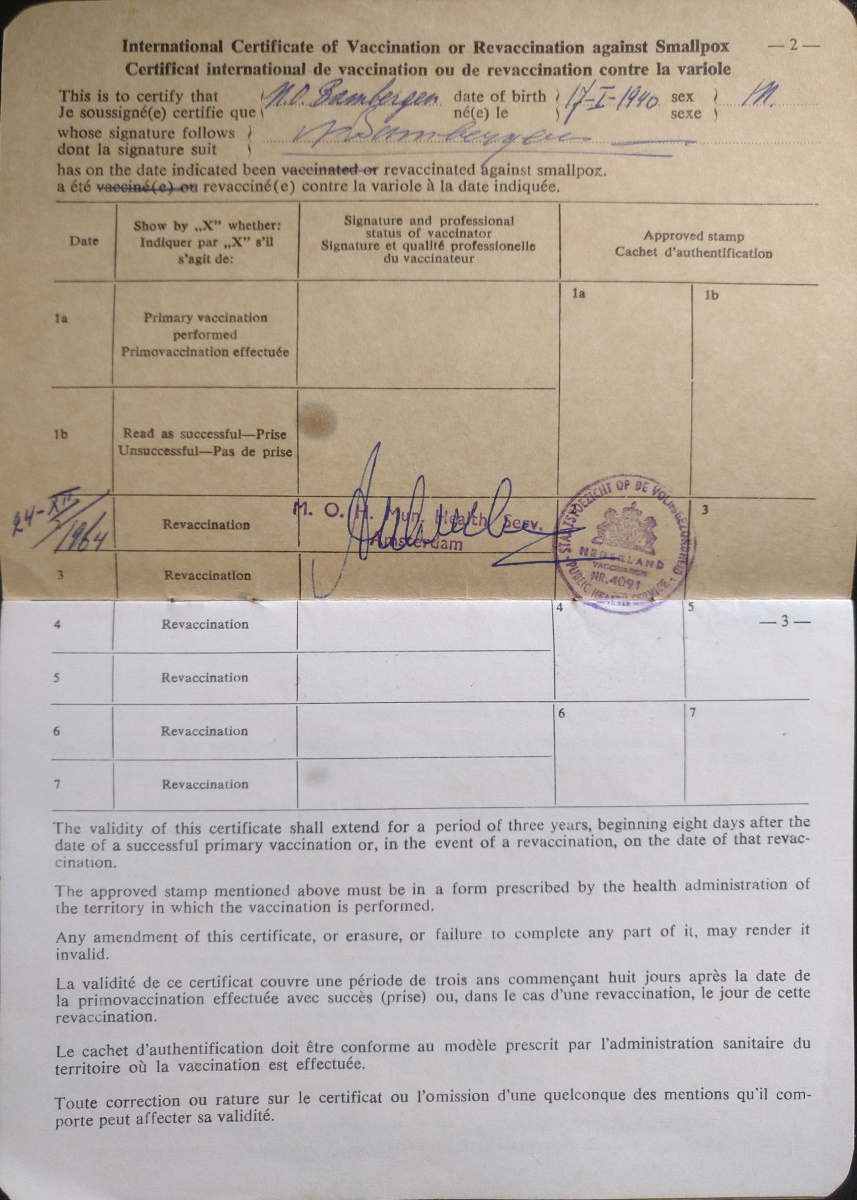 International Certificate of Vaccination or Revaccination against Smallpox
— 2 —
Certificat international de vaccination ou de revaccination contre la variole
This is to certify that
Je soussigné(e) certifie que
date of birth
né(e) le
17-I-1940
sex
sexe
M.
whose signature follows
dont la signature suit
has on the date indicated been vaccinated or revaccinated against smallpox.
a été vacciné(e) ou revacciné(e) contre la variole à la date indiquée.
Date
Show by „X” whether:
Indiquer par „X” s'il
s'agit de:
Signature and professional
status of vaccinator
Signature et qualité professionelle
du vaccinateur
Approved stamp
Cachet d'authentification
1a
Primary vaccination
performed
Primovaccination effectuée
1a
1b
1b
Read as successful—Prise
Unsuccessful—Pas de prise
24-XII/1964
Revaccination
M. O. H. Mun. Health Serv.
Amsterdam
STAATSTOEZICHT OP DE VOLKSGEZONDHEID
NEDERLAND
VACCINATION
NR. 4091
PUBLIC HEALTH SERVICE
3
3
Revaccination
4
Revaccination
4
5
— 3 —
5
Revaccination
6
Revaccination
6
7
7
Revaccination
The validity of this certificate shall extend for a period of three years, beginning eight days after the
date of a successful primary vaccination or, in the event of a revaccination, on the date of that revac-
cination.
The approved stamp mentioned above must be in a form prescribed by the health administration of
the territory in which the vaccination is performed.
Any amendment of this certificate, or erasure, or failure to complete any part of it, may render it
invalid.
La validité de ce certificat couvre une période de trois ans commençant huit jours après la date de
la primovaccination effectuée avec succès (prise) ou, dans le cas d'une revaccination, le jour de cette
revaccination.
Le cachet d'authentification doit être conforme au modèle prescrit par l'administration sanitaire du
territoire où la vaccination est effectuée.
Toute correction ou rature sur le certificat ou l'omission d'une quelconque des mentions qu'il com-
porte peut affecter sa validité.